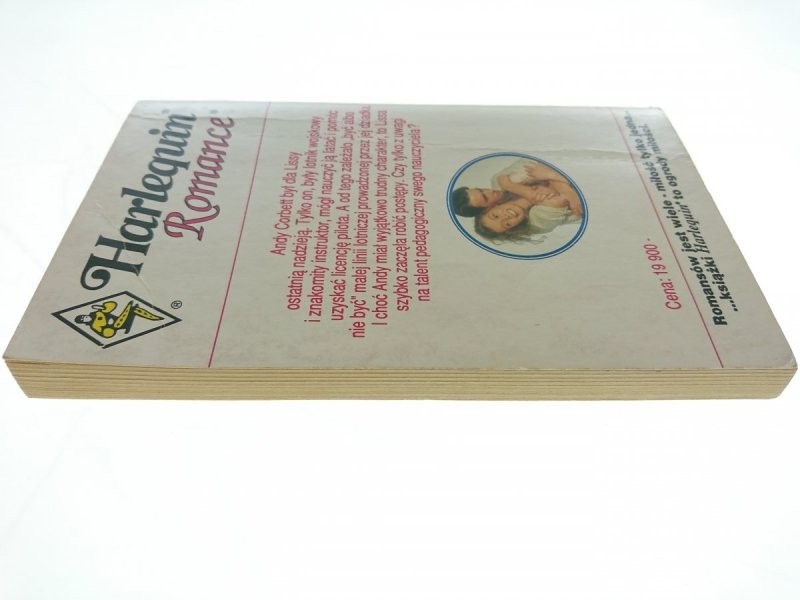 Harlequin®
Romance
Andy Corbett był dla Lissy
ostatnią nadzieją. Tylko on, były lotnik wojskowy
i znakomity instruktor, mógł nauczyć ją latać i pomóc
uzyskać licencję pilota. A od tego zależało „być albo
nie być" małej linii lotniczej prowadzonej przez jej dziadka.
I choć Andy miał wyjątkowo trudny charakter, to Lissa
szybko zaczęła robić postępy. Czy tylko z uwagi
na talent pedagogiczny swego nauczyciela?
Cena: 19 900.-
Romansów jest wiele - miłość tylko jedna-
...książki Harlequin to ogrody miłości.